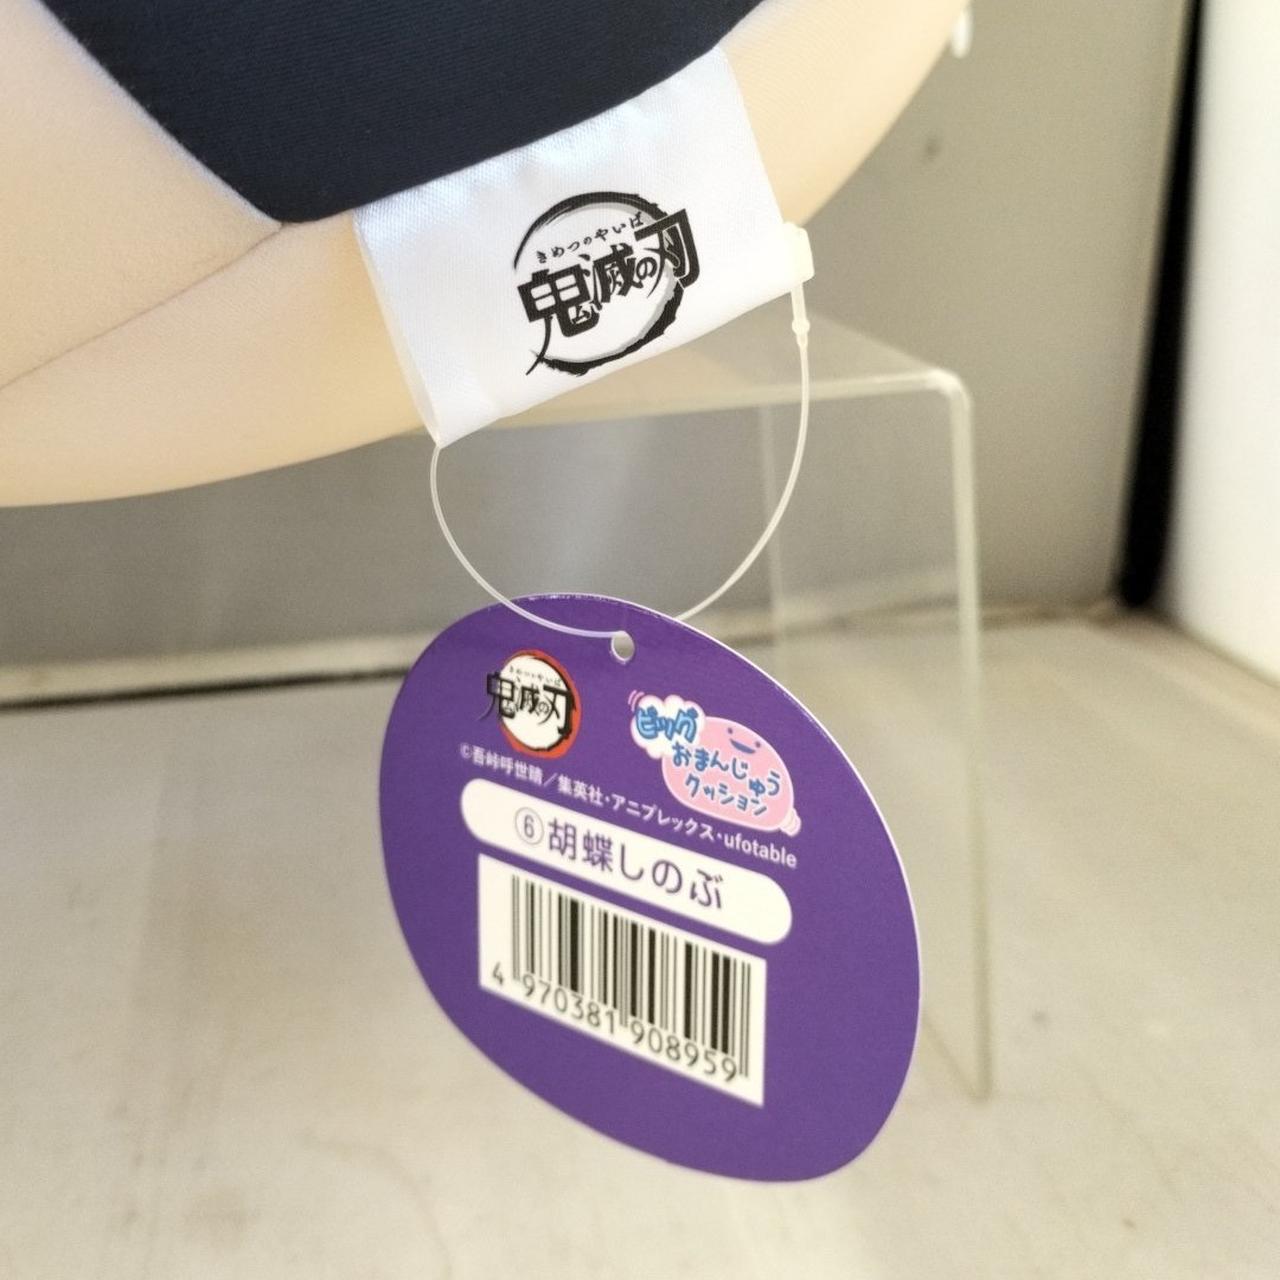 きめつのやいば
鬼滅の刃
きめつのやいば
鬼滅の刃
ビッグ
おまんじゅう
クッション
©吾峠呼世晴／集英社・アニプレックス・ufotable
⑥胡蝶しのぶ
4 970381 908959